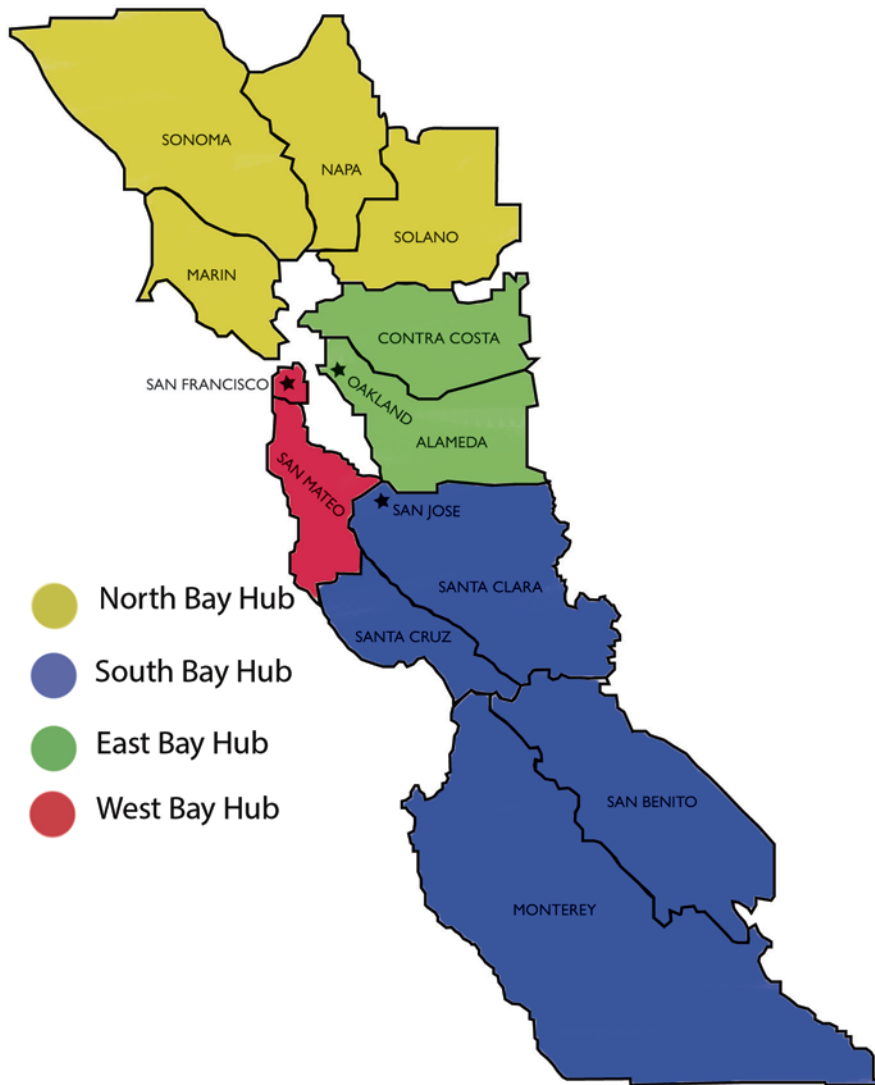 SONOMA
NAPA
SOLANO
MARIN
CONTRA COSTA
SAN FRANCISCO
OAKLAND
ALAMEDA
SAN MATEO
SAN JOSE
SANTA CLARA
SANTA CRUZ
North Bay Hub
South Bay Hub
East Bay Hub
West Bay Hub
SAN BENITO
MONTEREY